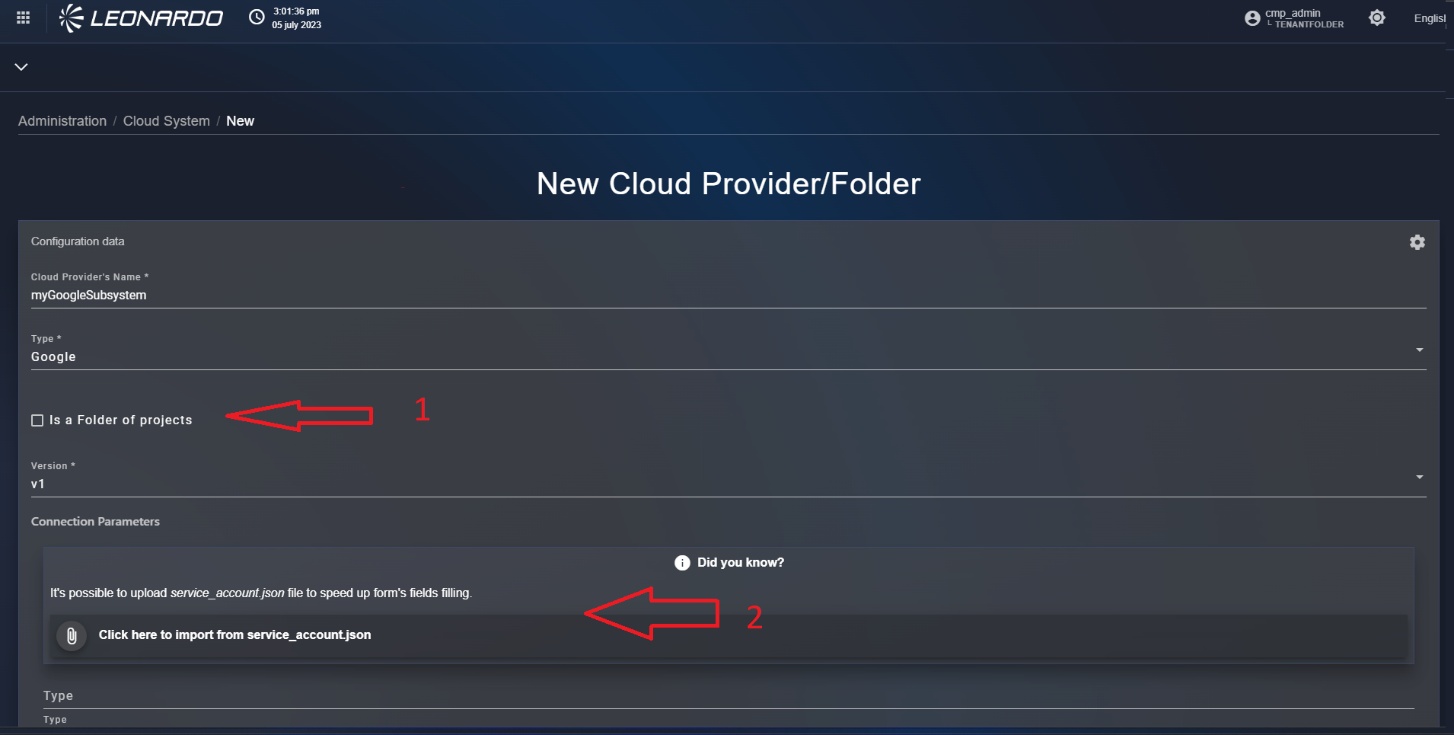 LEONARDO
3:01:36 pm
05 july 2023
cmp_admin
TENANTFOLDER
Englisl
Administration / Cloud System / New
New Cloud Provider/Folder
Configuration data
Cloud Provider's Name *
myGoogleSubsystem
Type *
Google
Is a Folder of projects
1
Version *
v1
Connection Parameters
Did you know?
It's possible to upload service_account.json file to speed up form's fields filling.
2
Click here to import from service_account.json
Type
Type